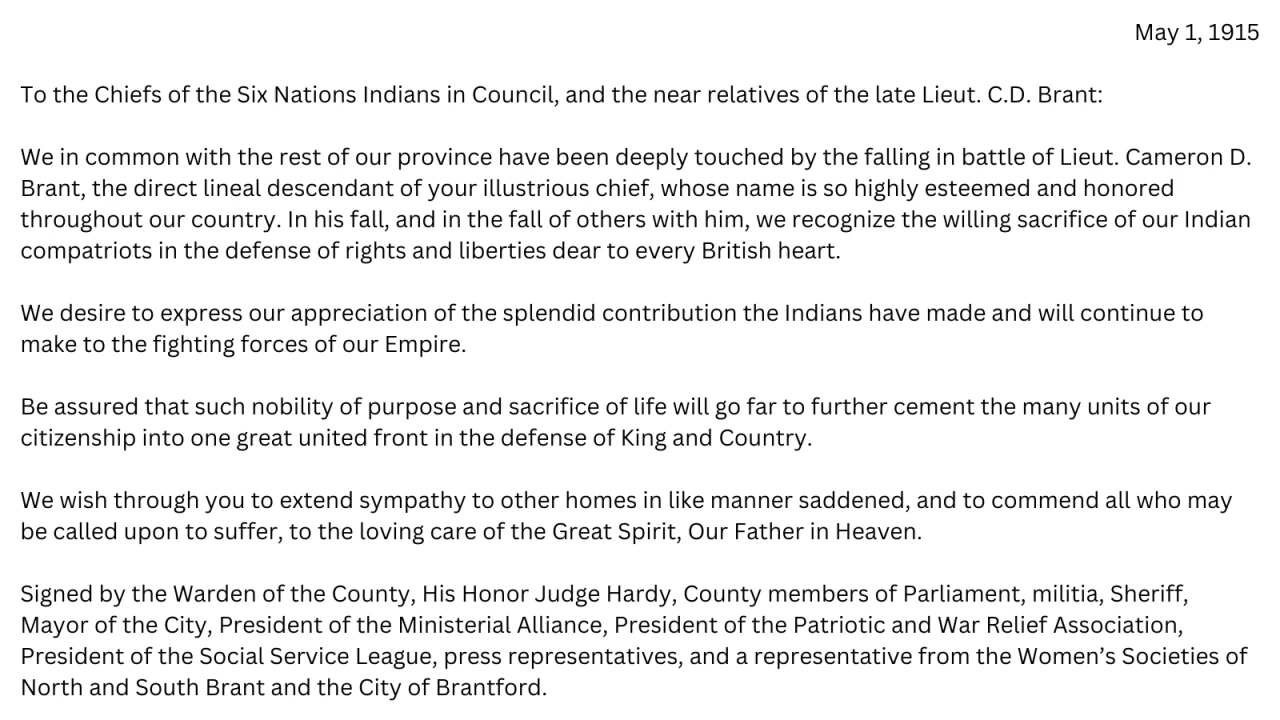 May 1, 1915
To the Chiefs of the Six Nations Indians in Council, and the near relatives of the late Lieut. C.D. Brant:
We in common with the rest of our province have been deeply touched by the falling in battle of Lieut. Cameron D.
Brant, the direct lineal descendant of your illustrious chief, whose name is so highly esteemed and honored
throughout our country. In his fall, and in the fall of others with him, we recognize the willing sacrifice of our Indian
compatriots in the defense of rights and liberties dear to every British heart.
We desire to express our appreciation of the splendid contribution the Indians have made and will continue to
make to the fighting forces of our Empire.
Be assured that such nobility of purpose and sacrifice of life will go far to further cement the many units of our
citizenship into one great united front in the defense of King and Country.
We wish through you to extend sympathy to other homes in like manner saddened, and to commend all who may
be called upon to suffer, to the loving care of the Great Spirit, Our Father in Heaven.
Signed by the Warden of the County, His Honor Judge Hardy, County members of Parliament, militia, Sheriff,
Mayor of the City, President of the Ministerial Alliance, President of the Patriotic and War Relief Association,
President of the Social Service League, press representatives, and a representative from the Women’s Societies of
North and South Brant and the City of Brantford.